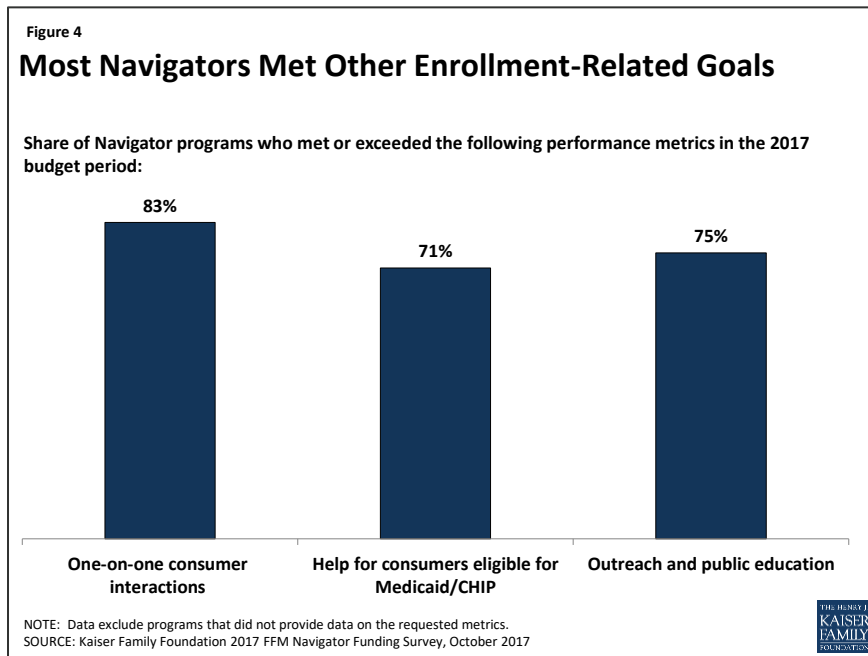 Figure 4
Most Navigators Met Other Enrollment-Related Goals
Share of Navigator programs who met or exceeded the following performance metrics in the 2017
budget period:
83%
71%
75%
One-on-one consumer
interactions
Help for consumers eligible for
Medicaid/CHIP
Outreach and public education
NOTE: Data exclude programs that did not provide data on the requested metrics.
SOURCE: Kaiser Family Foundation 2017 FFM Navigator Funding Survey, October 2017
THE HENRY J.
KAISER
FAMILY
FOUNDATION